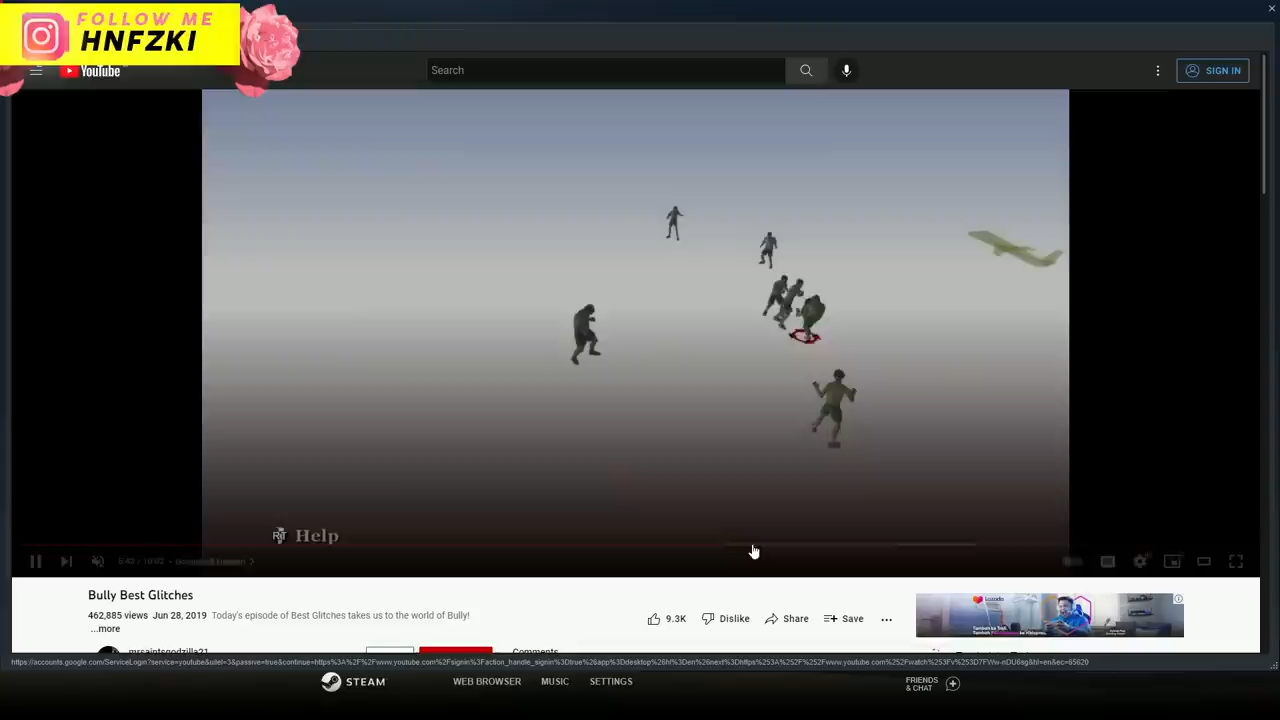 FOLLOW ME
HNFZKI
YouTube
Search
SIGN IN
Help
Bully Best Glitches
462,885 views Jun 28, 2019 Today's episode of Best Glitches takes us to the world of Bully!
...more
9.3K
Dislike
Share
Save
Lazada
mrsaintsgodzilla21
Comments
STEAM
WEB BROWSER
MUSIC
SETTINGS
FRIENDS
& CHAT